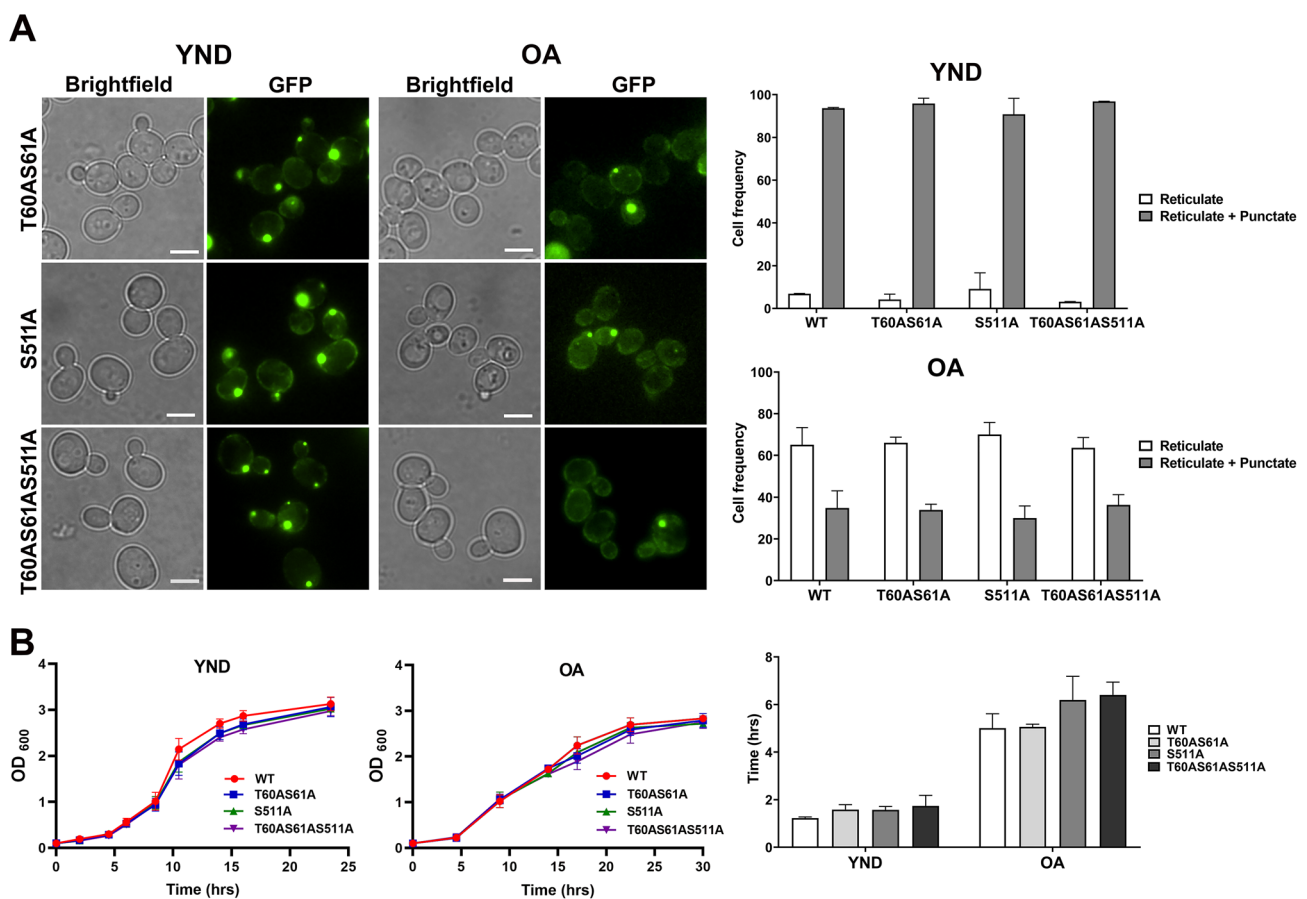 A
YND
OA
Brightfield
GFP
Brightfield
GFP
T60AS61A
S511A
T60AS61AS511A
YND
Cell frequency
100
80
60
40
20
0
WT
T60AS61A
S511A
T60AS61AS511A
Reticulate
Reticulate + Punctate
OA
Cell frequency
100
80
60
40
20
0
WT
T60AS61A
S511A
T60AS61AS511A
Reticulate
Reticulate + Punctate
B
YND
OD 600
4
3
2
1
0
0
5
10
15
20
25
Time (hrs)
WT
T60AS61A
S511A
T60AS61AS511A
OA
OD 600
4
3
2
1
0
0
5
10
15
20
25
30
Time (hrs)
WT
T60AS61A
S511A
T60AS61AS511A
Time (hrs)
8
6
4
2
0
YND
OA
WT
T60AS61A
S511A
T60AS61AS511A